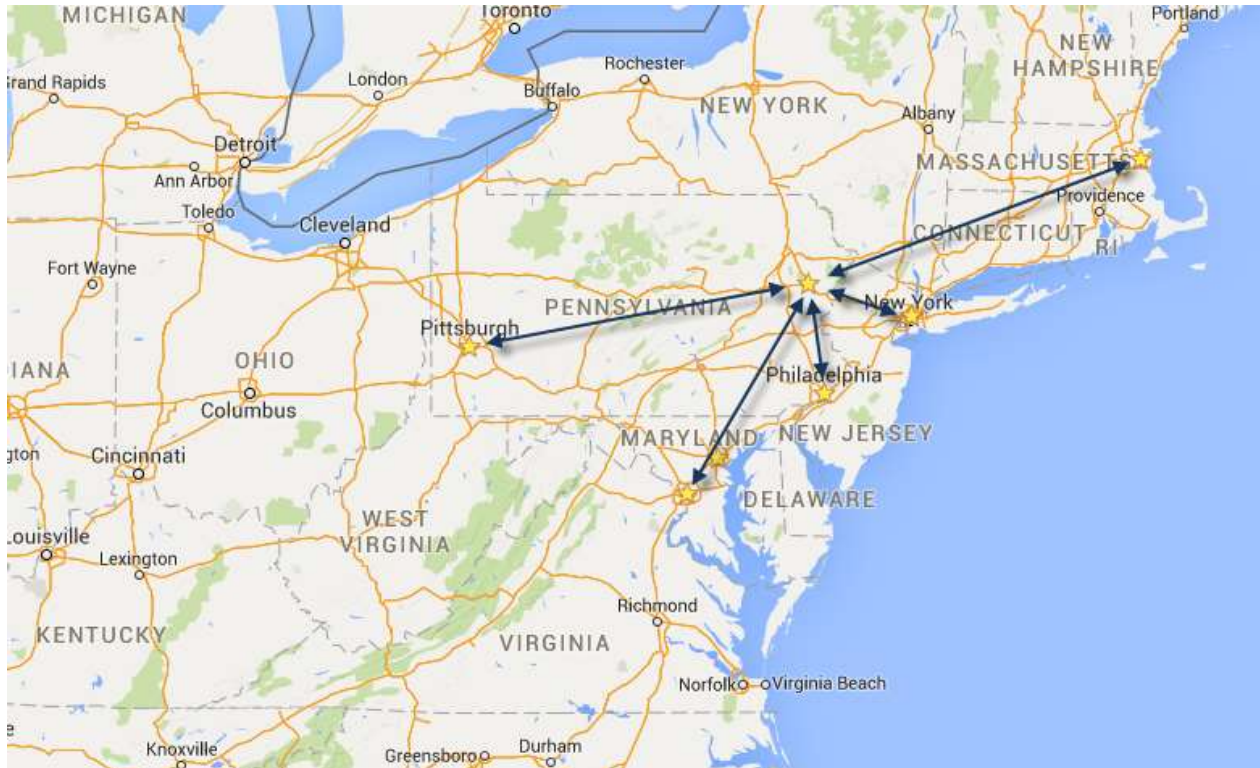 MICHIGAN
Toronto
Portland
NEW
HAMPSHIRE
Grand Rapids
London
Rochester
Buffalo
NEW YORK
Albany
Detroit
Ann Arbor
MASSACHUSETTS
Toledo
Cleveland
Providence
CONNECTICUT
RI
Fort Wayne
PENNSYLVANIA
New York
Pittsburgh
OHIO
IANA
Philadelphia
Columbus
MARYLAND
NEW JERSEY
gton
Cincinnati
DELAWARE
WEST
VIRGINIA
Louisville
Lexington
Richmond
KENTUCKY
VIRGINIA
Norfolk
Virginia Beach
e
Knoxville
Greensboro
Durham